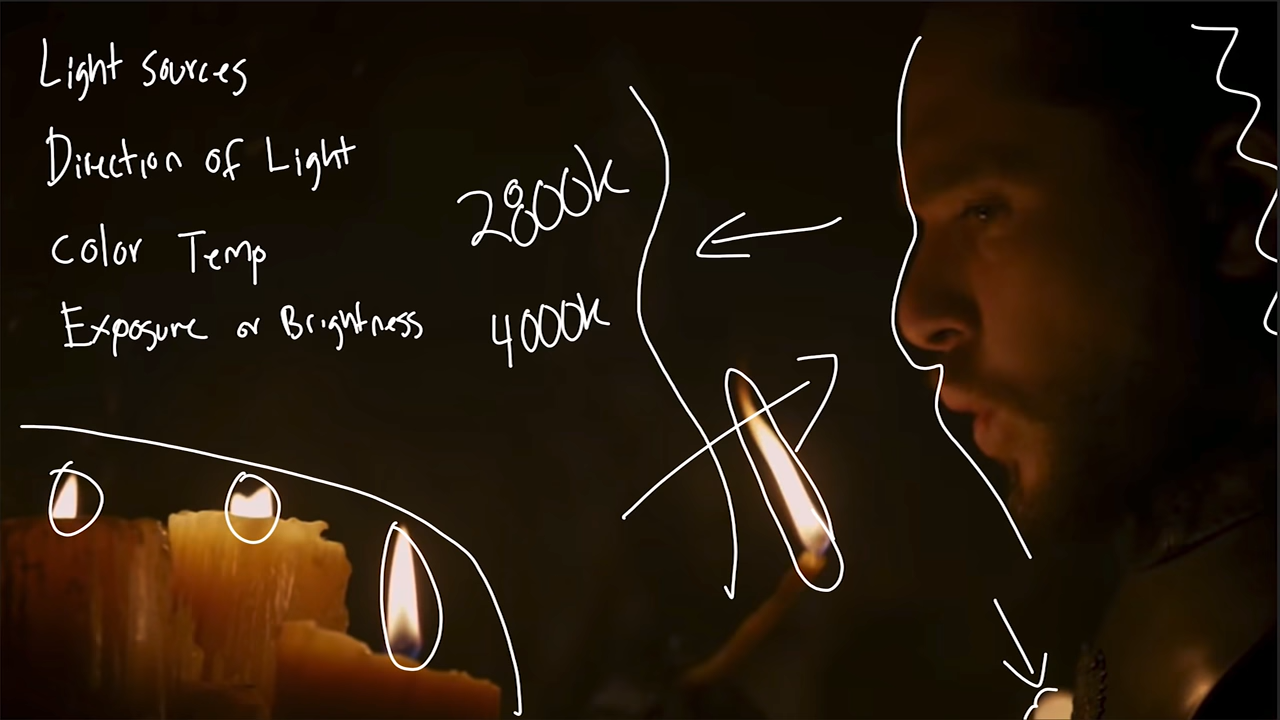 Light Sources
Direction of Light
Color Temp
Exposure or Brightness
2800k
4000k